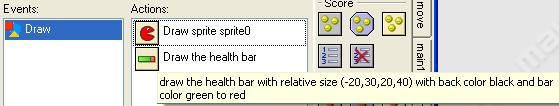 Events:
Actions:
Score
Draw
Draw sprite sprite0
Draw the health bar
move
main1
draw the health bar with relative size (-20,30,20,40) with back color black and bar
color green to red